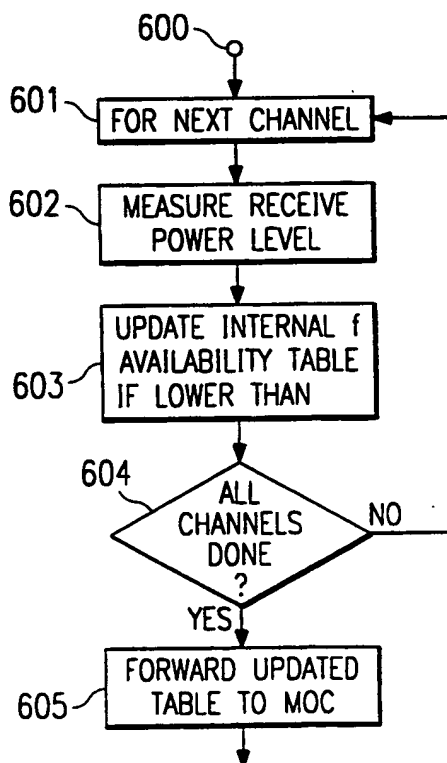 600
601
FOR NEXT CHANNEL
602
MEASURE RECEIVE
POWER LEVEL
603
UPDATE INTERNAL f
AVAILABILITY TABLE
IF LOWER THAN
604
ALL
CHANNELS
DONE
?
NO
YES
605
FORWARD UPDATED
TABLE TO MOC